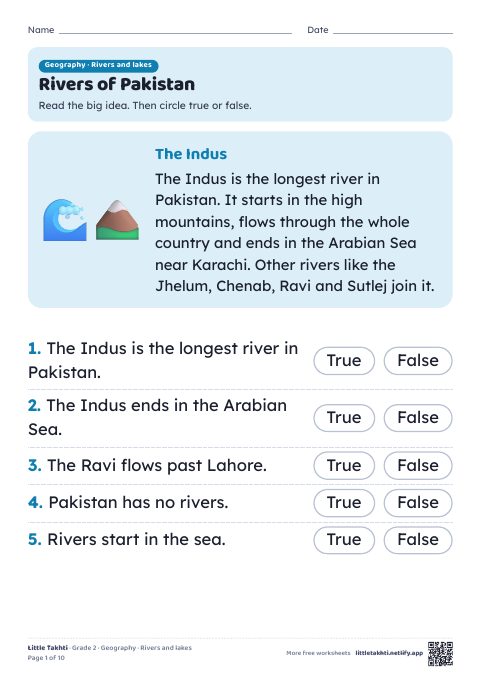 Name
Date
Geography · Rivers and lakes
Rivers of Pakistan
Read the big idea. Then circle true or false.
The Indus
The Indus is the longest river in
Pakistan. It starts in the high
mountains, flows through the whole
country and ends in the Arabian Sea
near Karachi. Other rivers like the
Jhelum, Chenab, Ravi and Sutlej join it.
1. The Indus is the longest river in
Pakistan.
True False
2. The Indus ends in the Arabian
Sea.
True False
3. The Ravi flows past Lahore. True False
4. Pakistan has no rivers. True False
5. Rivers start in the sea. True False
Little Takhti · Grade 2 · Geography · Rivers and lakes
Page 1 of 10
More free worksheets littletakhti.netlify.app